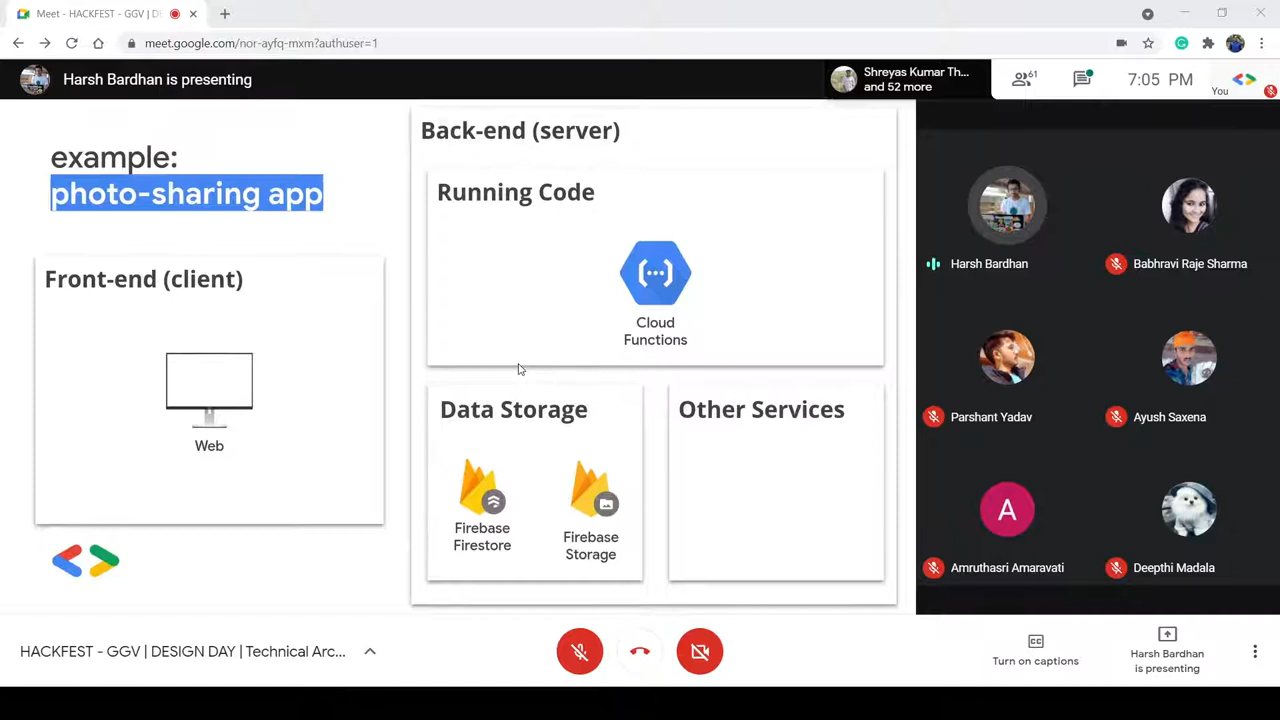 Meet - HACKFEST - GGV | DE
meet.google.com/nor-ayfq-mxm?authuser=1
Harsh Bardhan is presenting
Shreyas Kumar Th...
and 52 more
61
7:05 PM
You
example:
photo-sharing app
Front-end (client)
Web
Back-end (server)
Running Code
Cloud
Functions
Data Storage
Firebase
Firestore
Firebase
Storage
Other Services
Harsh Bardhan
Babhravi Raje Sharma
Parshant Yadav
Ayush Saxena
A
Amruthasri Amaravati
Deepthi Madala
HACKFEST - GGV | DESIGN DAY | Technical Arc...
CC
Turn on captions
Harsh Bardhan
is presenting